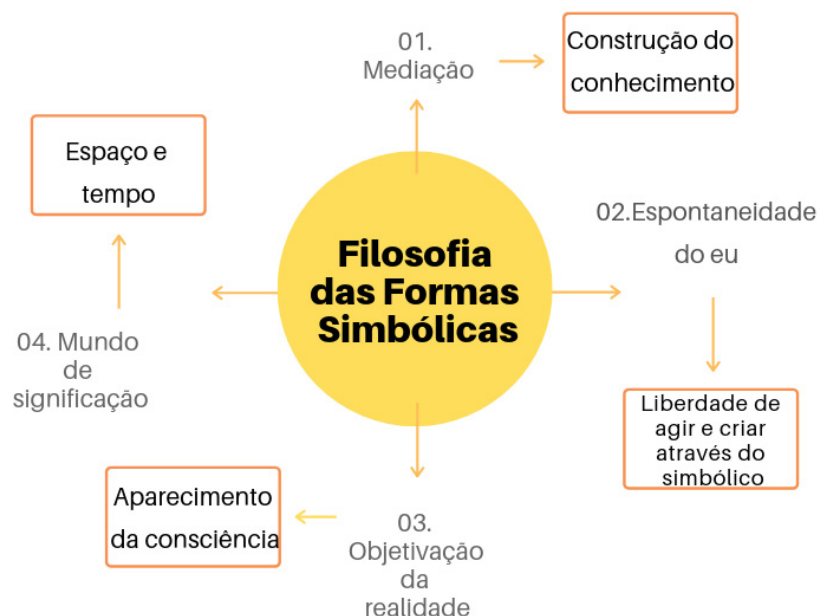 01.
Mediação
Construção do
conhecimento
Espaço e
tempo
02.Espontaneidade
do eu
Filosofia
das Formas
Simbólicas
04. Mundo
de
significação
Liberdade de
agir e criar
através do
simbólico
Aparecimento
da consciência
03.
Objetivação
da
realidade